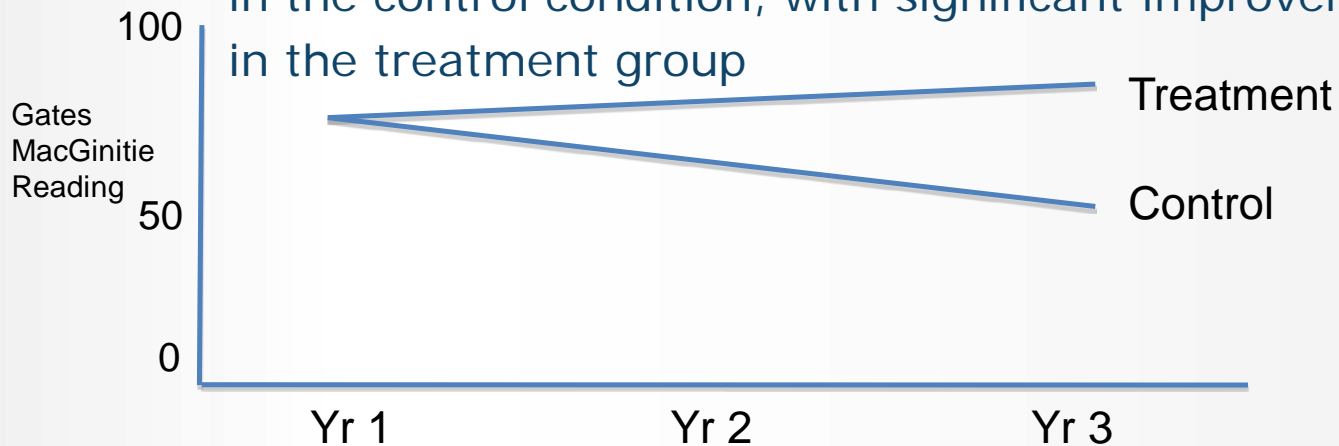 in the control condition, with significant
in the treatment group
100
Gates
MacGinitie
Reading
50
0
Treatment
Control
Yr 1
Yr 2
Yr 3